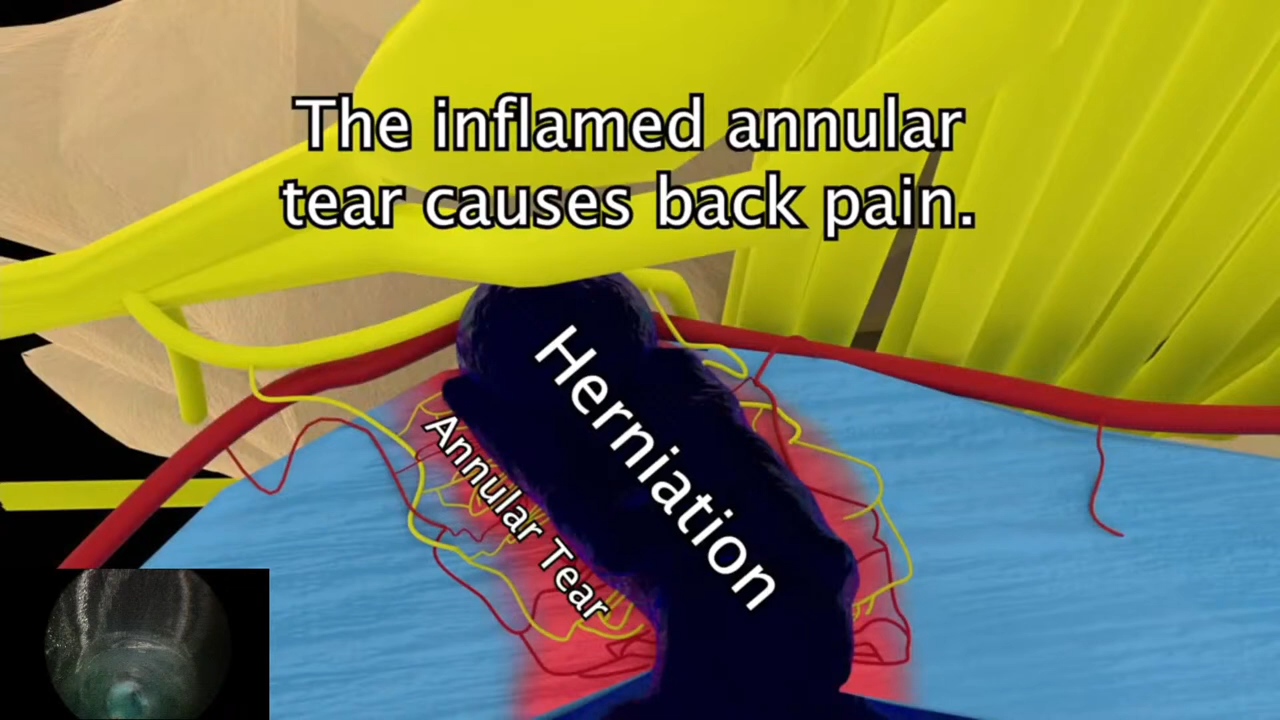 The inflamed annular
tear causes back pain.
Herniation
Annular Tear